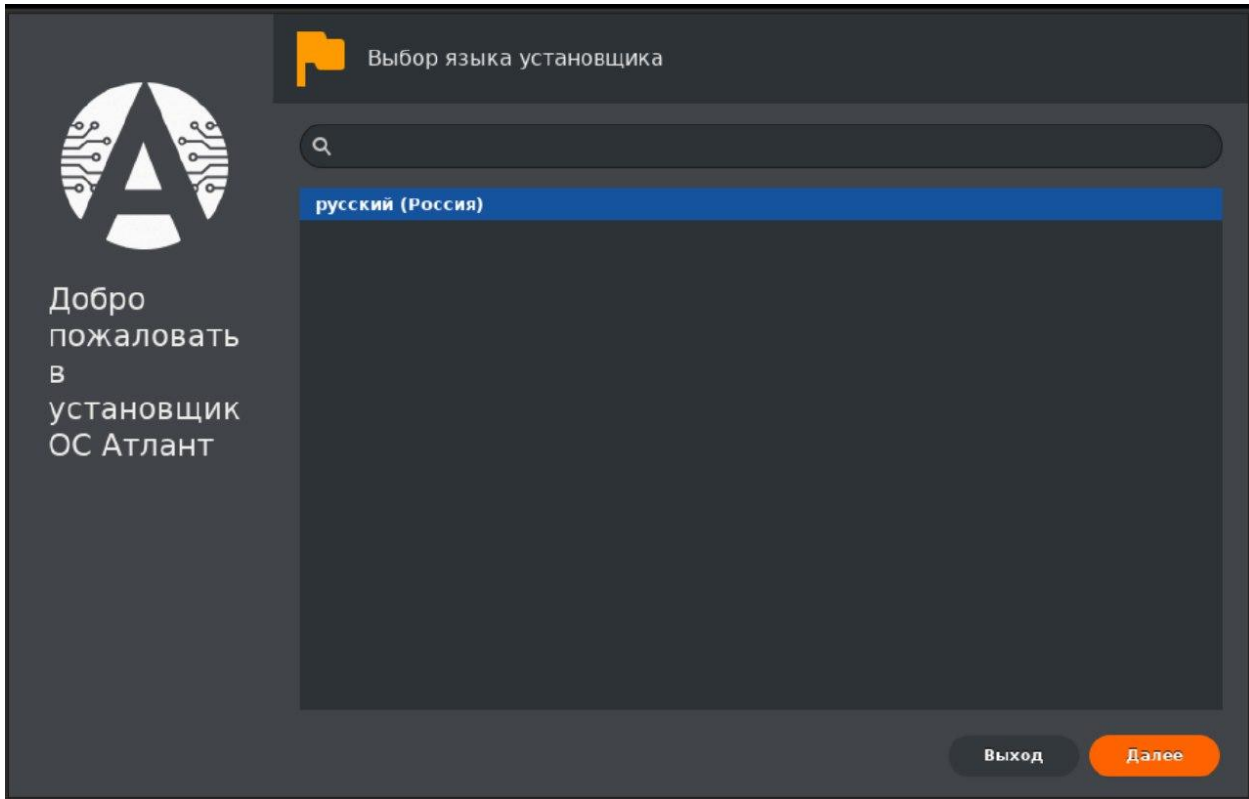 Выбор языка установщика
русский (Россия)
Добро
пожаловать
в
установщик
ОС Атлант
Выход
Далее